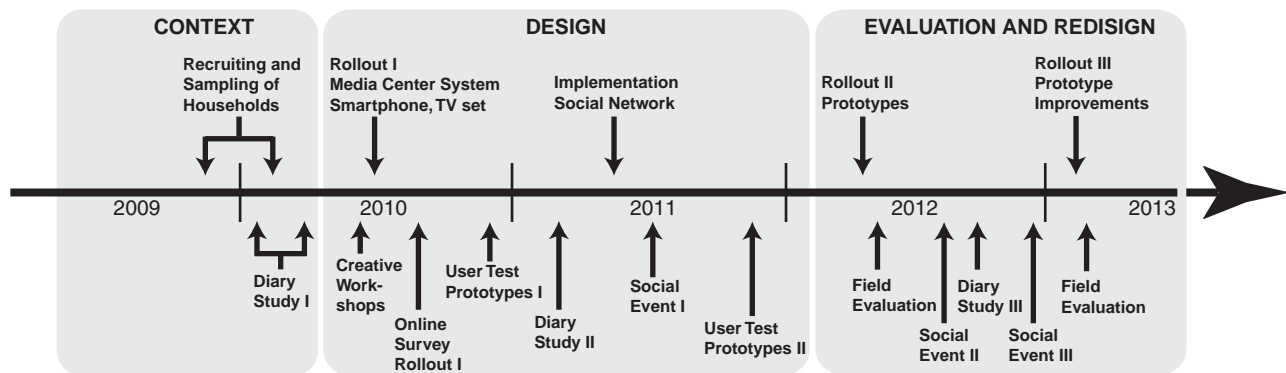 CONTEXT
DESIGN
EVALUATION AND REDISIGN
Recruiting and
Sampling of
Households
Rollout I
Media Center System
Smartphone, TV set
Implementation
Social Network
Rollout II
Prototypes
Rollout III
Prototype
Improvements
2009
2010
2011
2012
2013
Diary
Study I
Creative
Work-
shops
Online
Survey
Rollout I
User Test
Prototypes I
Diary
Study II
Social
Event I
User Test
Prototypes II
Field
Evaluation
Social
Event II
Diary
Study III
Social
Event III
Field
Evaluation